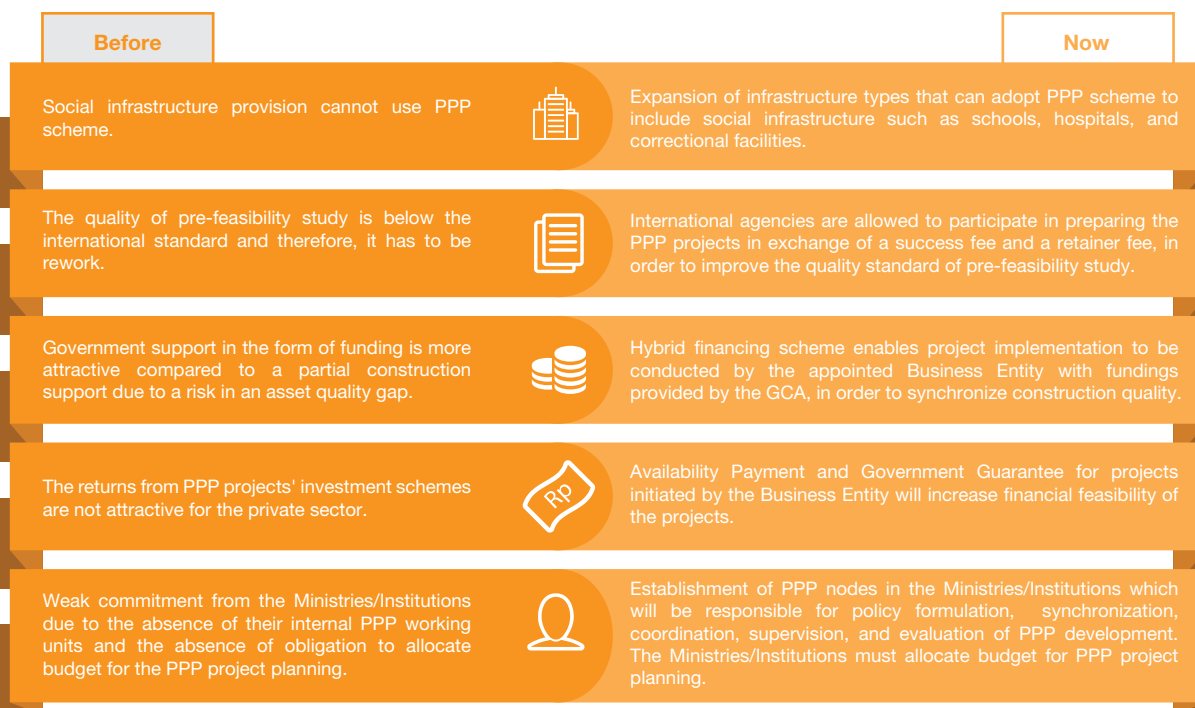 Before
Now
Social infrastructure provision cannot use PPP
scheme.
Expansion of infrastructure types that can adopt PPP scheme to
include social infrastructure such as schools, hospitals, and
correctional facilities.
The quality of pre-feasibility study is below the
international standard and therefore, it has to be
rework.
International agencies are allowed to participate in preparing the
PPP projects in exchange of a success fee and a retainer fee, in
order to improve the quality standard of pre-feasibility study.
Government support in the form of funding is more
attractive compared to a partial construction
support due to a risk in an asset quality gap.
Hybrid financing scheme enables project implementation to be
conducted by the appointed Business Entity with fundings
provided by the GCA, in order to synchronize construction quality.
The returns from PPP projects' investment schemes
are not attractive for the private sector.
Rp
Availability Payment and Government Guarantee for projects
initiated by the Business Entity will increase financial feasibility of
the projects.
Weak commitment from the Ministries/Institutions
due to the absence of their internal PPP working
units and the absence of obligation to allocate
budget for the PPP project planning.
Establishment of PPP nodes in the Ministries/Institutions which
will be responsible for policy formulation, synchronization,
coordination, supervision, and evaluation of PPP development.
The Ministries/Institutions must allocate budget for PPP project
planning.